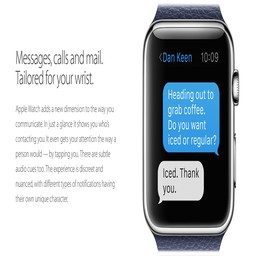 Messages, calls and mail.
Tailored for your wrist.
Apple Watch adds a new dimension to the way you
communicate. In just a glance it shows you who's
contacting you. It even gets your attention the way a
person would — by tapping you. There are subtle
audio cues too. The experience is discreet and
nuanced, with different types of notifications having
their own unique character.
<Dan Keen 10:09
Heading out to
grab coffee.
Do you want
iced or regular?
Iced. Thank
you.